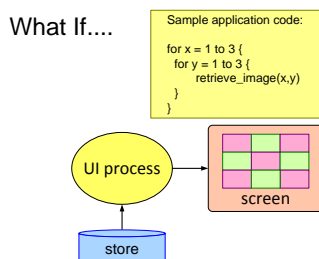 What If....
Sample application code:
for x = 1 to 3 {
for y = 1 to 3 {
retrieve_image(x,y)
}
}
UI process
screen
store